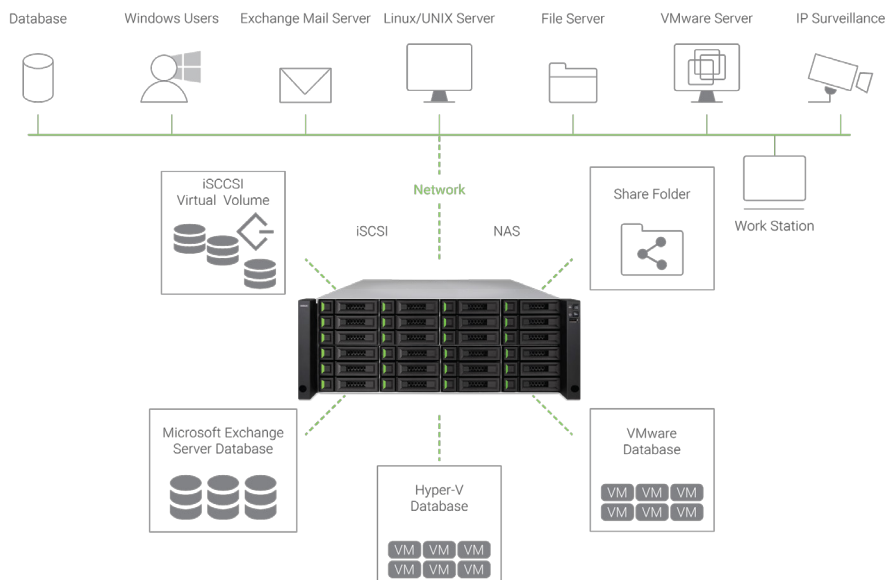 Database
Windows Users
Exchange Mail Server
Linux/UNIX Server
File Server
VMware Server
IP Surveillance
Network
iSCCSI
Virtual Volume
iSCSI
NAS
Share Folder
Work Station
Microsoft Exchange
Server Database
Hyper-V
Database
VM VM VM
VM VM VM
VMware
Database
VM VM VM
VM VM VM